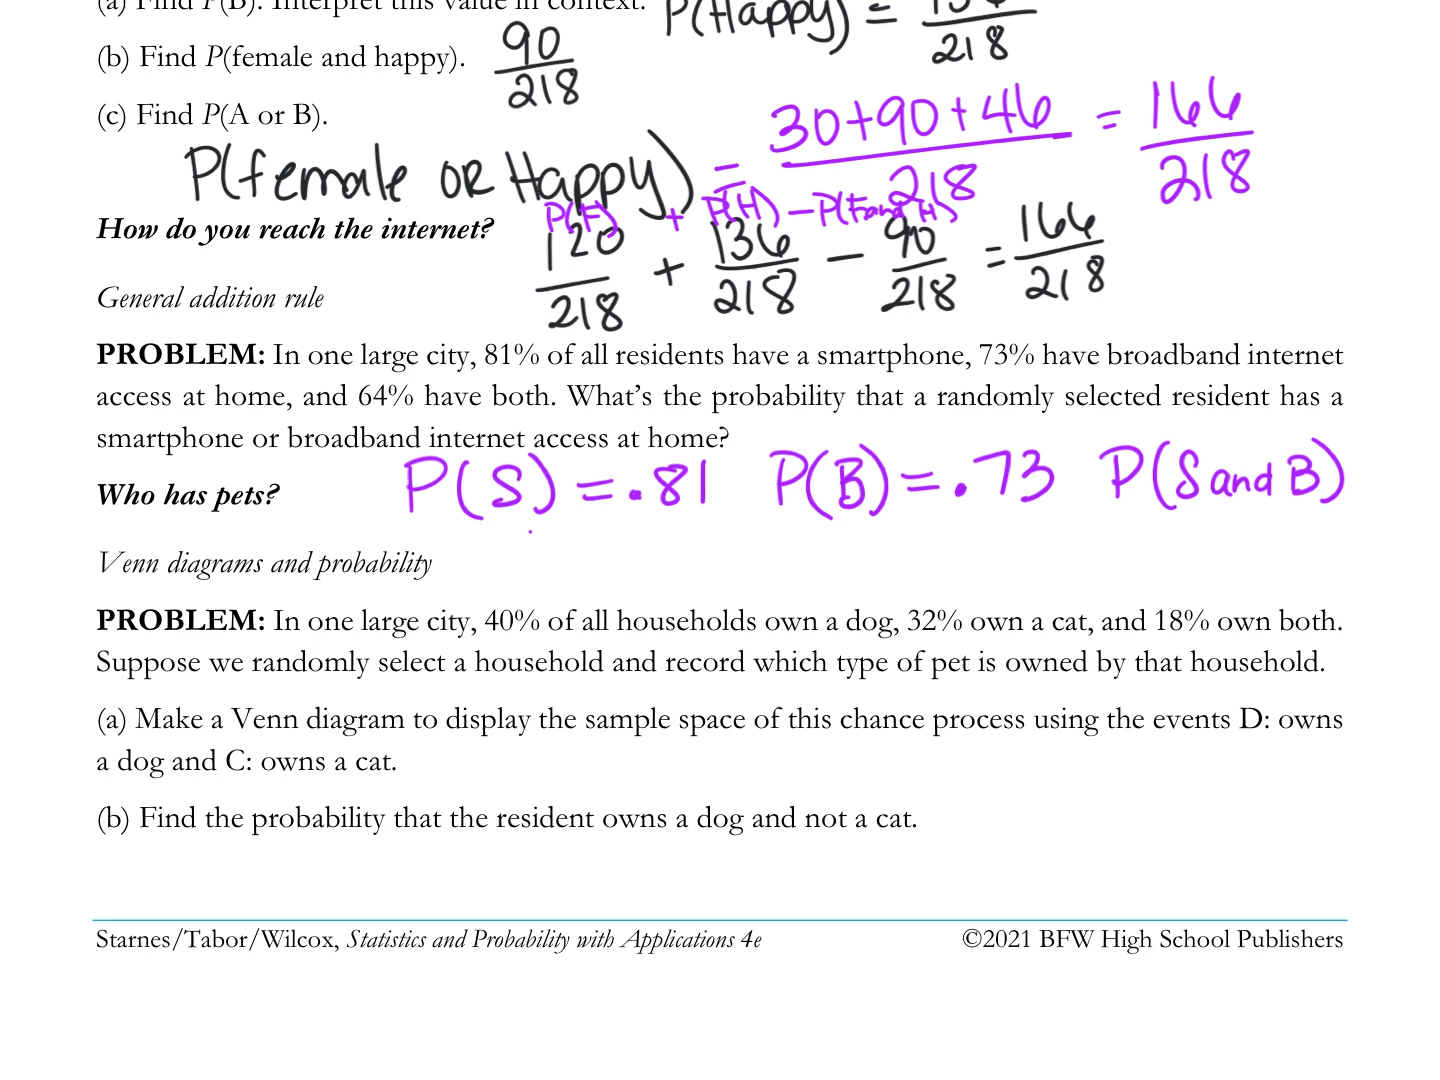 (a) Find P(B). Interpret this value in context. P(Happy) = 136/218
(b) Find P(female and happy). 90/218
(c) Find P(A or B).
P(female OR Happy) = 30+90+46/218 = 166/218
P(F) + P(H) – P(F and H)
How do you reach the internet?
120/218 + 136/218 – 90/218 = 166/218
General addition rule
PROBLEM: In one large city, 81% of all residents have a smartphone, 73% have broadband internet
access at home, and 64% have both. What's the probability that a randomly selected resident has a
smartphone or broadband internet access at home?
P(S) = .81 P(B) = .73 P(S and B)
Who has pets?
Venn diagrams and probability
PROBLEM: In one large city, 40% of all households own a dog, 32% own a cat, and 18% own both.
Suppose we randomly select a household and record which type of pet is owned by that household.
(a) Make a Venn diagram to display the sample space of this chance process using the events D: owns
a dog and C: owns a cat.
(b) Find the probability that the resident owns a dog and not a cat.
Starnes/Tabor/Wilcox, Statistics and Probability with Applications 4e ©2021 BFW High School Publishers